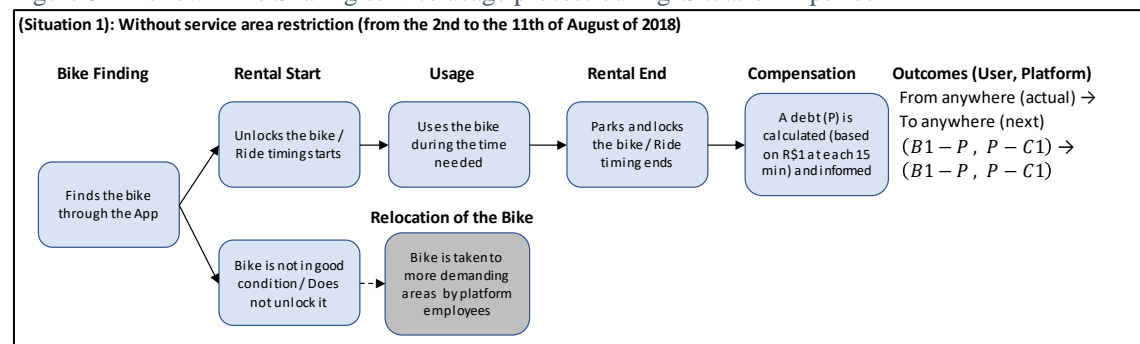 (Situation 1): Without service area restriction (from the 2nd to the 11th of August of 2018)
Bike Finding
Rental Start
Usage
Rental End
Compensation
Outcomes (User, Platform)
Finds the bike
through the App
Unlocks the bike /
Ride timing starts
Uses the bike
during the time
needed
Parks and locks
the bike / Ride
timing ends
A debt (P) is
calculated (based
on R$1 at each 15
min) and informed
From anywhere (actual) →
To anywhere (next)
(B1 − P , P − C1) →
(B1 − P , P − C1)
Bike is not in good
condition / Does
not unlock it
Relocation of the Bike
Bike is taken to
more demanding
areas by platform
employees